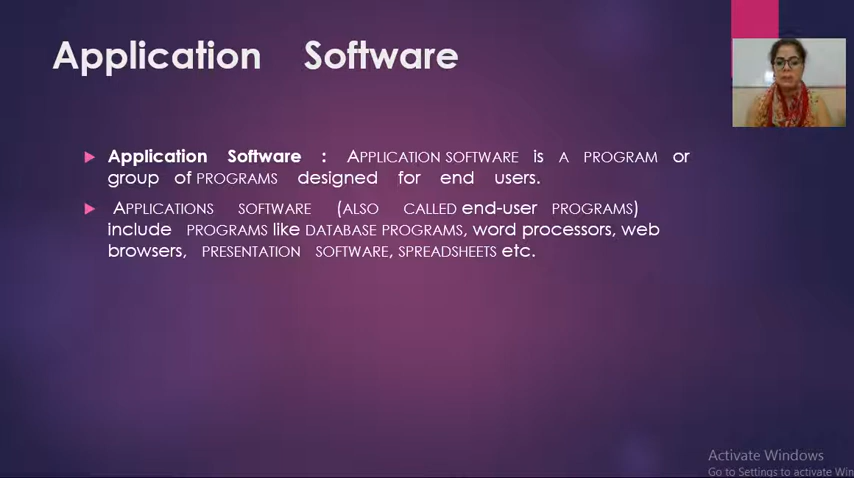 Application Software
Application Software : APPLICATION SOFTWARE is A PROGRAM or
group of PROGRAMS designed for end users.
APPLICATIONS SOFTWARE (ALSO CALLED end-user PROGRAMS)
include PROGRAMS like DATABASE PROGRAMS, word processors, web
browsers, PRESENTATION SOFTWARE, SPREADSHEETS etc.
Activate Windows
Go to Settings to activate Win